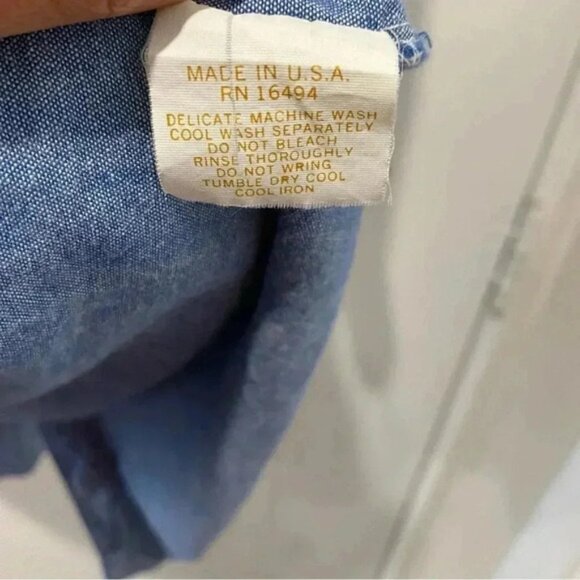 MADE IN U.S.A.
RN 16494
DELICATE MACHINE WASH
COOL WASH SEPARATELY
DO NOT BLEACH
RINSE THOROUGHLY
DO NOT WRING
TUMBLE DRY COOL
COOL IRON